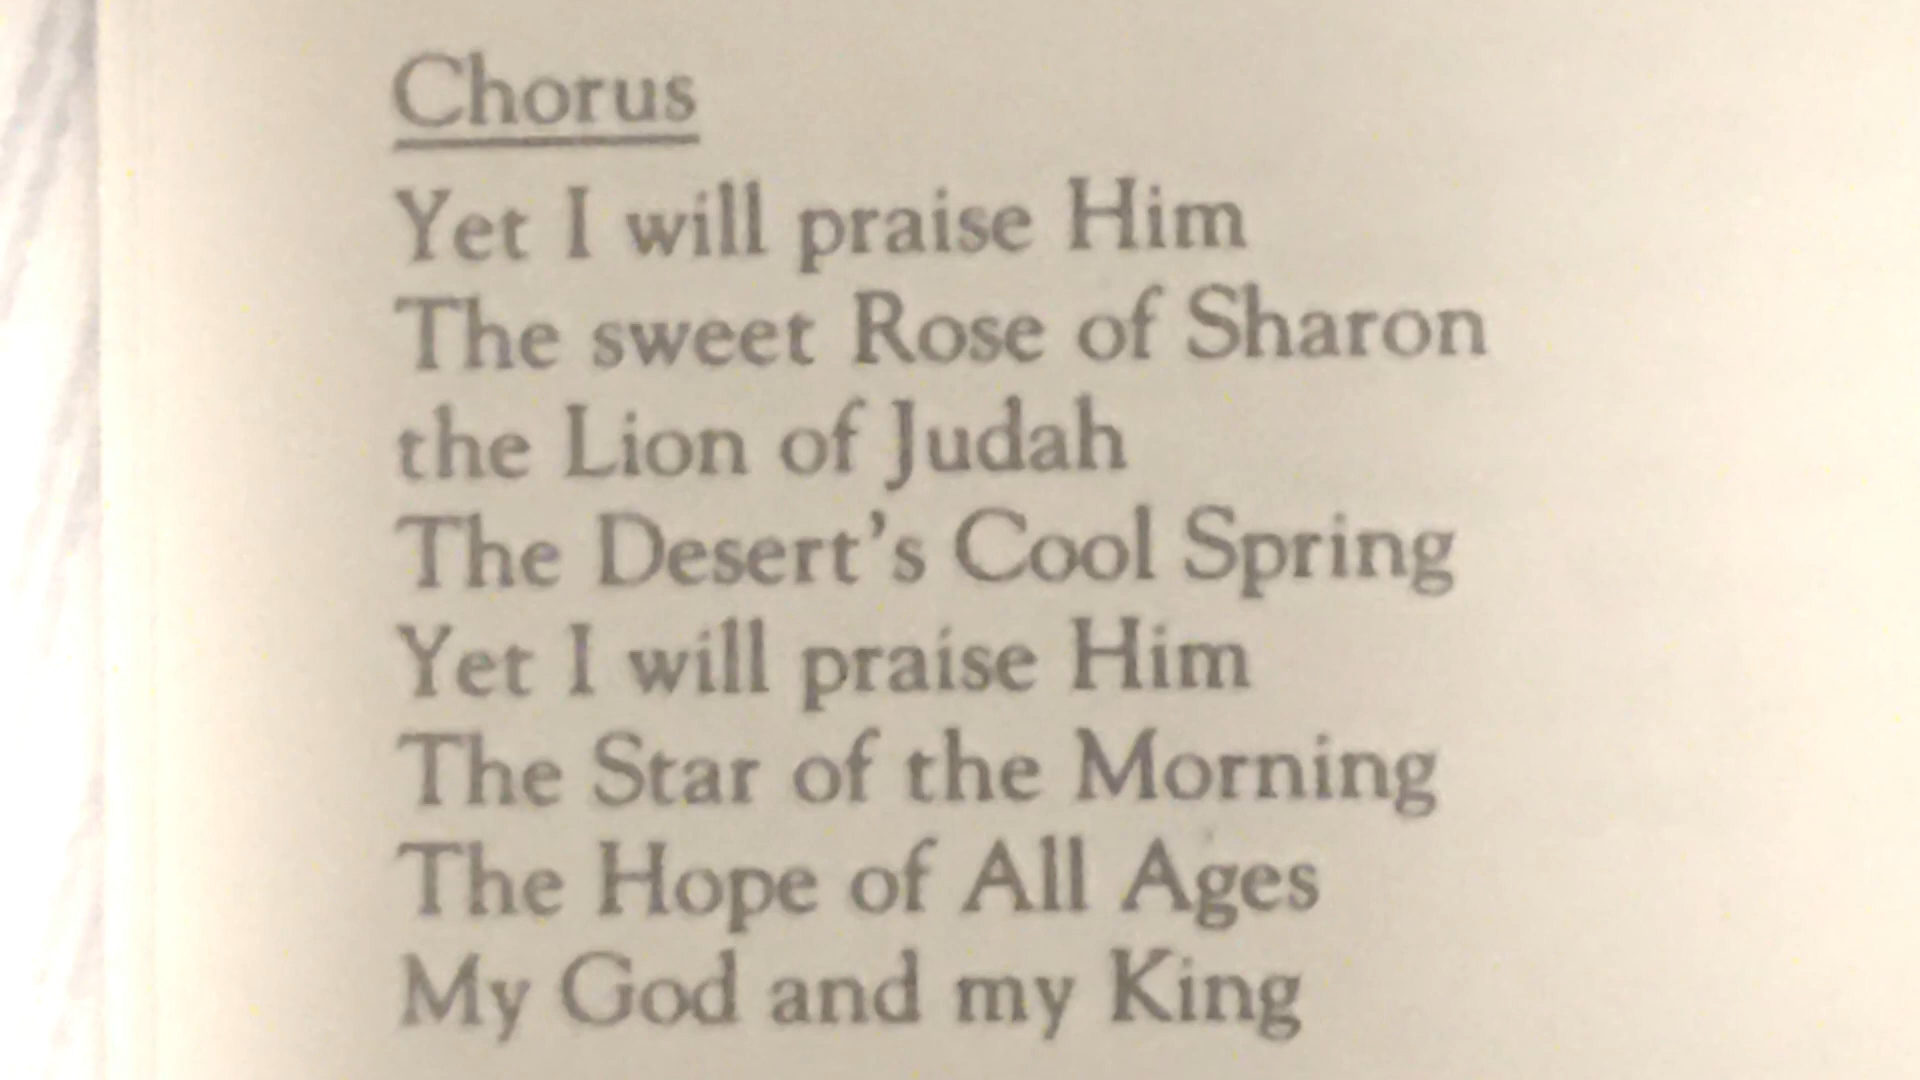 Chorus
Yet I will praise Him
The sweet Rose of Sharon
the Lion of Judah
The Desert's Cool Spring
Yet I will praise Him
The Star of the Morning
The Hope of All Ages
My God and my King